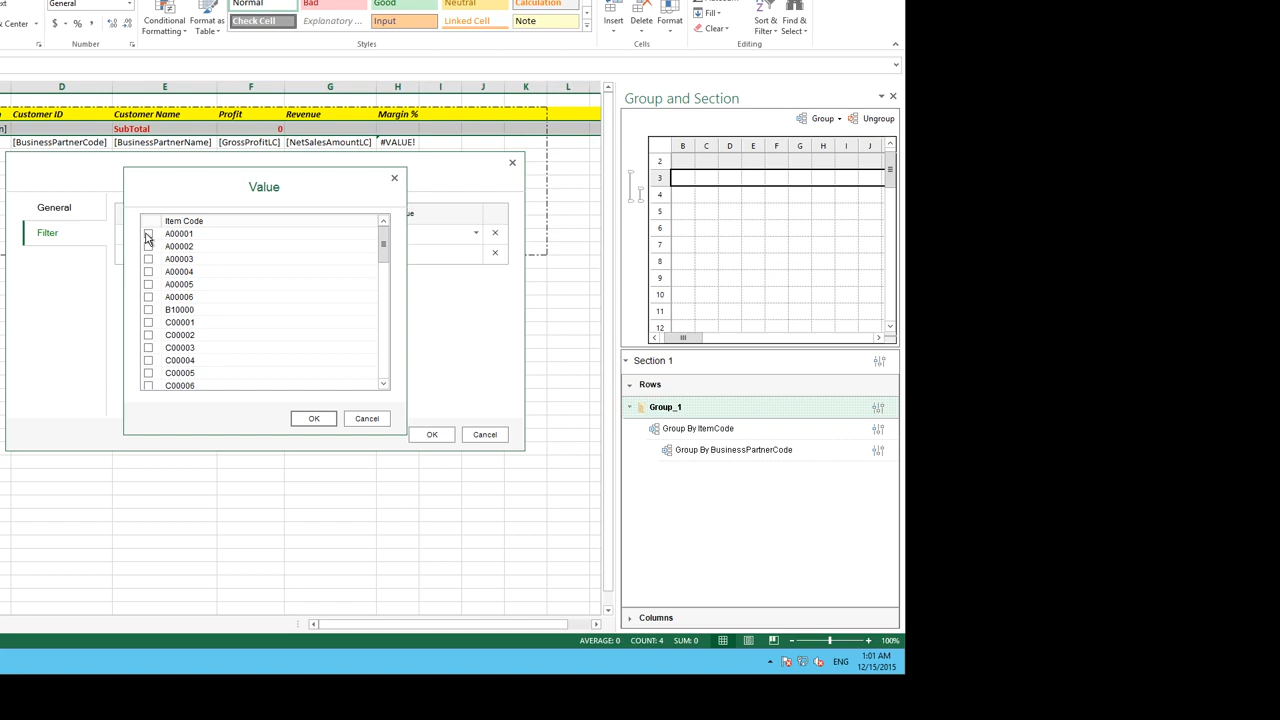 General
Conditional Formatting
Format as Table
Normal
Bad
Good
Neutral
Calculation
Check Cell
Explanatory ...
Input
Linked Cell
Note
Insert
Delete
Format
Fill
Clear
Sort & Filter
Find & Select
$ % ,
Number
Styles
Cells
Editing
D E F G H I J K L
Customer ID Customer Name Profit Revenue Margin %
SubTotal 0
[BusinessPartnerCode] [BusinessPartnerName] [GrossProfitLC] [NetSalesAmountLC] #VALUE!
General
Filter
Value
Item Code
A00001
A00002
A00003
A00004
A00005
A00006
B10000
C00001
C00002
C00003
C00004
C00005
C00006
OK Cancel
OK Cancel
Group and Section
Group Ungroup
B C D E F G H I J
2
3
4
5
6
7
8
9
10
11
12
Section 1
Rows
Group_1
Group By ItemCode
Group By BusinessPartnerCode
Columns
AVERAGE: 0 COUNT: 4 SUM: 0 100%
ENG
1:01 AM
12/15/2015